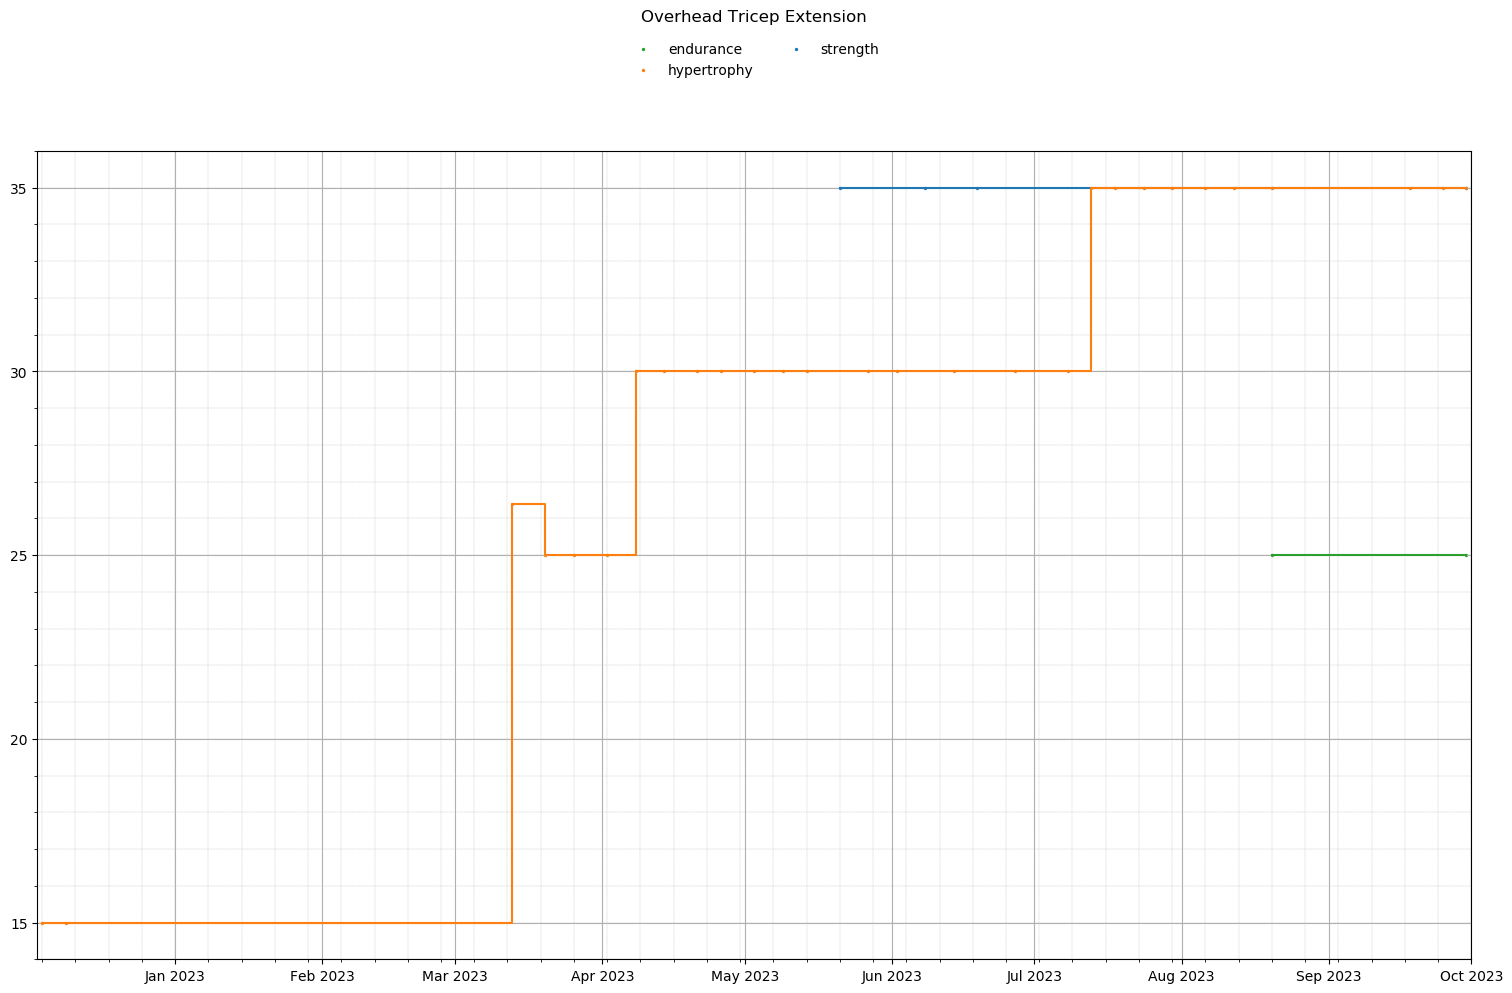 Overhead Tricep Extension
endurance strength
hypertrophy
35
30
25
20
15
Jan 2023 Feb 2023 Mar 2023 Apr 2023 May 2023 Jun 2023 Jul 2023 Aug 2023 Sep 2023 Oct 2023